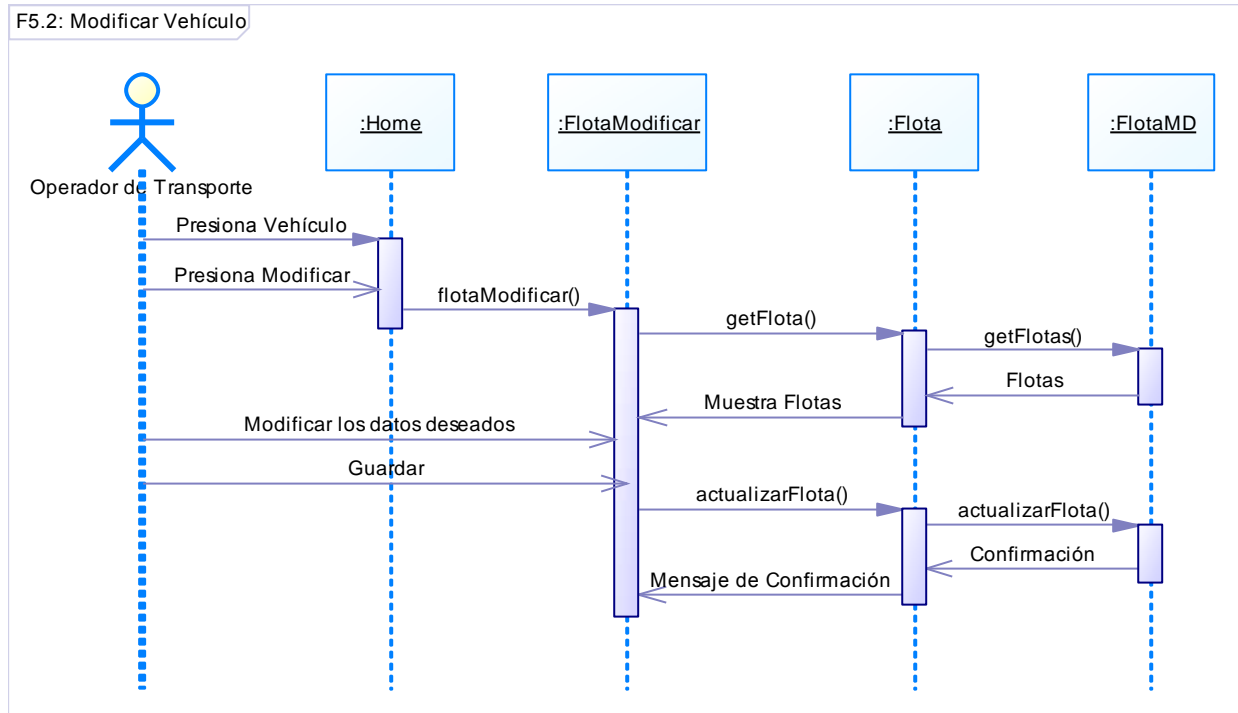 F5.2: Modificar Vehículo
:Home
:FlotaModificar
:Flota
:FlotaMD
Operador de Transporte
Presiona Vehículo
Presiona Modificar
flotaModificar()
getFlota()
getFlotas()
Flotas
Muestra Flotas
Modificar los datos deseados
Guardar
actualizarFlota()
actualizarFlota()
Confirmación
Mensaje de Confirmación